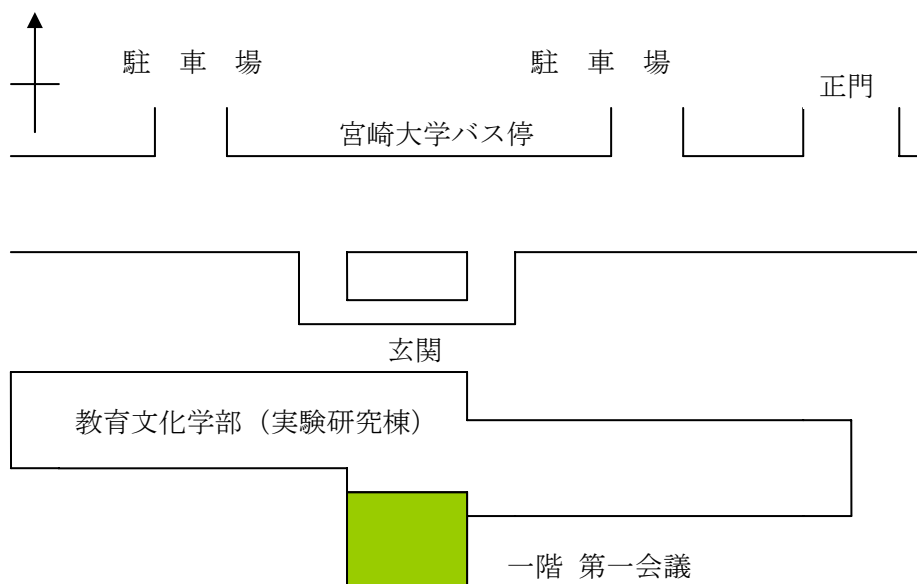 駐 車 場
駐 車 場
正門
宮崎大学バス停
玄関
教育文化学部（実験研究棟）
一階 第一会議